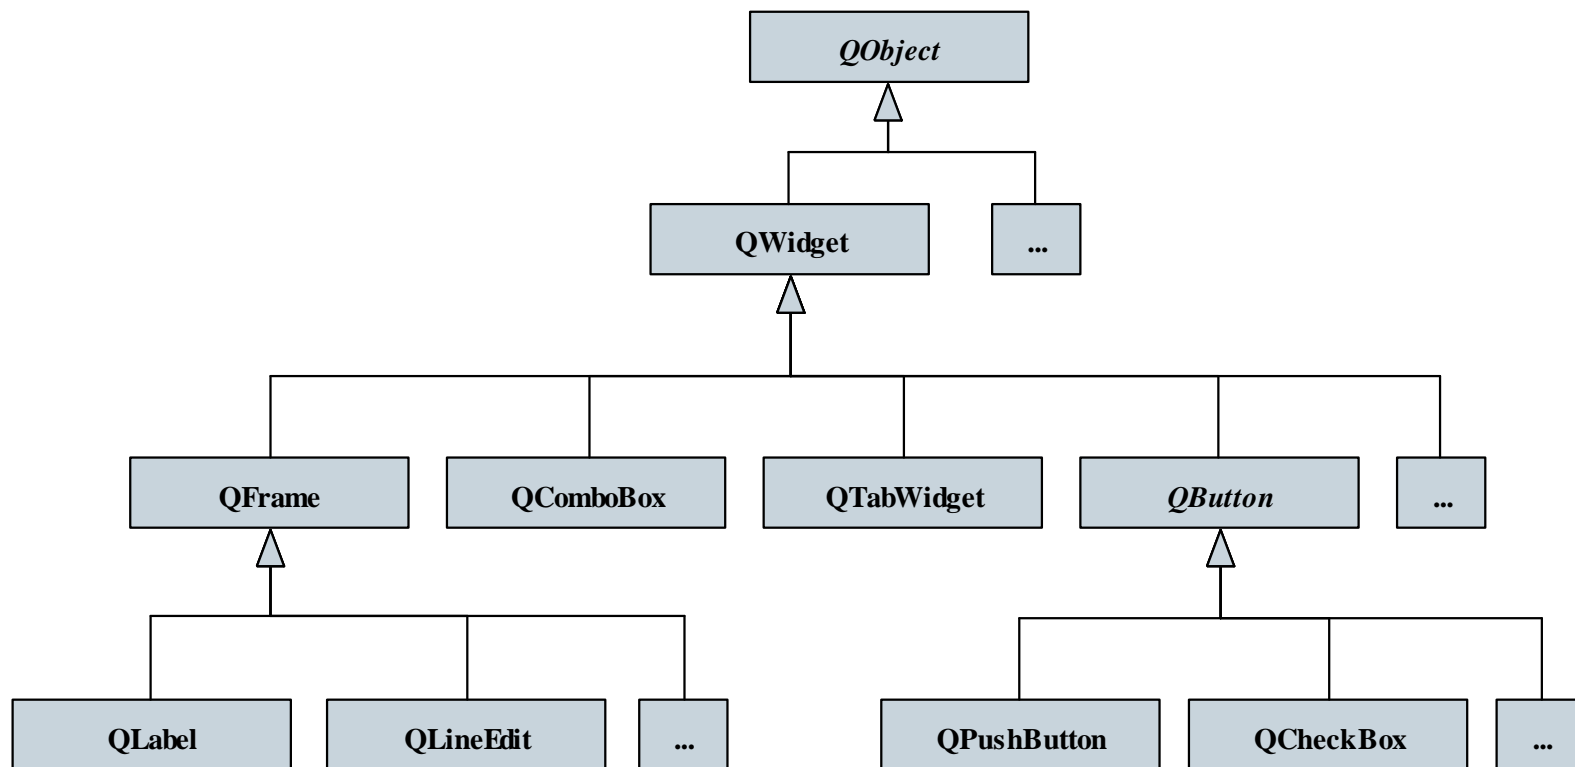 QObject
QWidget
...
QFrame
QComboBox
QTabWidget
QButton
...
QLabel
QLineEdit
...
QPushButton
QCheckBox
...